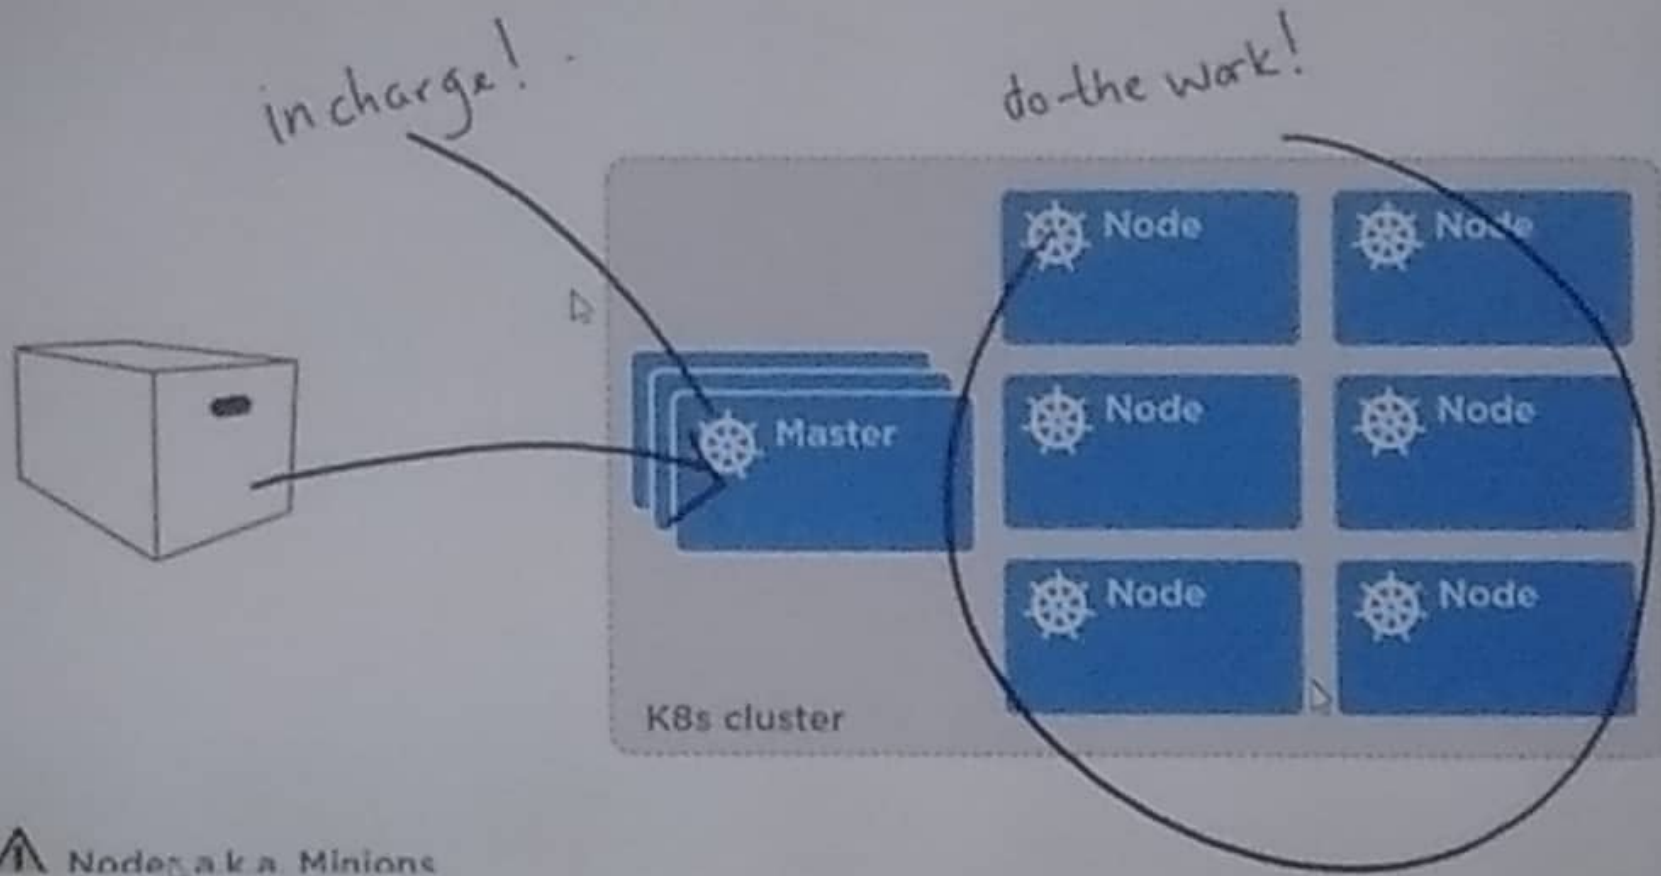 in charge!
do-the work!
Node
Node
Master
Node
Node
Node
Node
K8s cluster
Nodes a.k.a. Minions